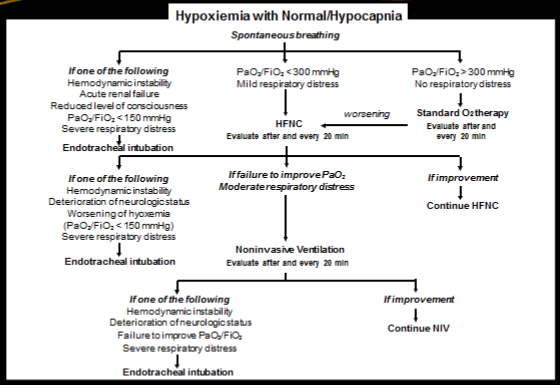 Hypoxiemia with Normal/Hypocapnia
Spontaneous breathing
If one of the following
Hemodynamic instability
Acute renal failure
Reduced level of consciousness
PaO₂/FiO₂ < 150 mmHg
Severe respiratory distress
Endotracheal intubation
PaO₂/FiO₂ < 300 mmHg
Mild respiratory distress
HFNC
Evaluate after and every 20 min
worsening
PaO₂/FiO₂ > 300 mmHg
No respiratory distress
Standard O₂ therapy
Evaluate after and
every 20 min
If one of the following
Hemodynamic instability
Deterioration of neurologic status
Worsening of hyoxemia
(PaO₂/FiO₂ < 150 mmHg)
Severe respiratory distress
Endotracheal intubation
If failure to improve PaO₂
Moderate respiratory distress
If improvement
Continue HFNC
Noninvasive Ventilation
Evaluate after and every 20 min
If one of the following
Hemodynamic instability
Deterioration of neurologic status
Failure to improve PaO₂/FiO₂
Severe respiratory distress
Endotracheal intubation
If improvement
Continue NIV